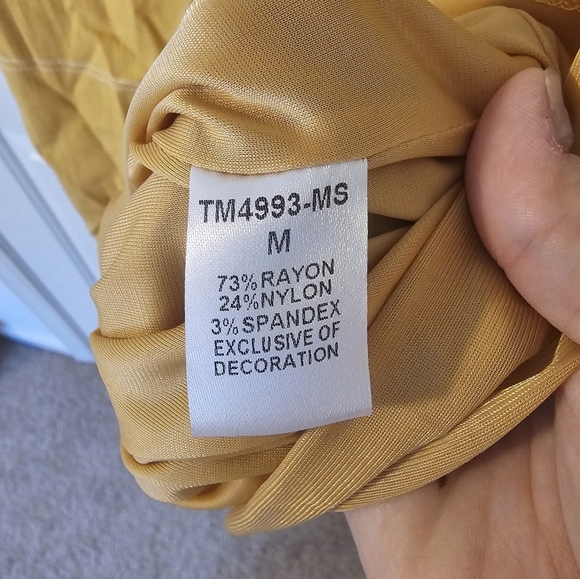 TM4993-MS
M
73% RAYON
24% NYLON
3% SPANDEX
EXCLUSIVE OF
DECORATION